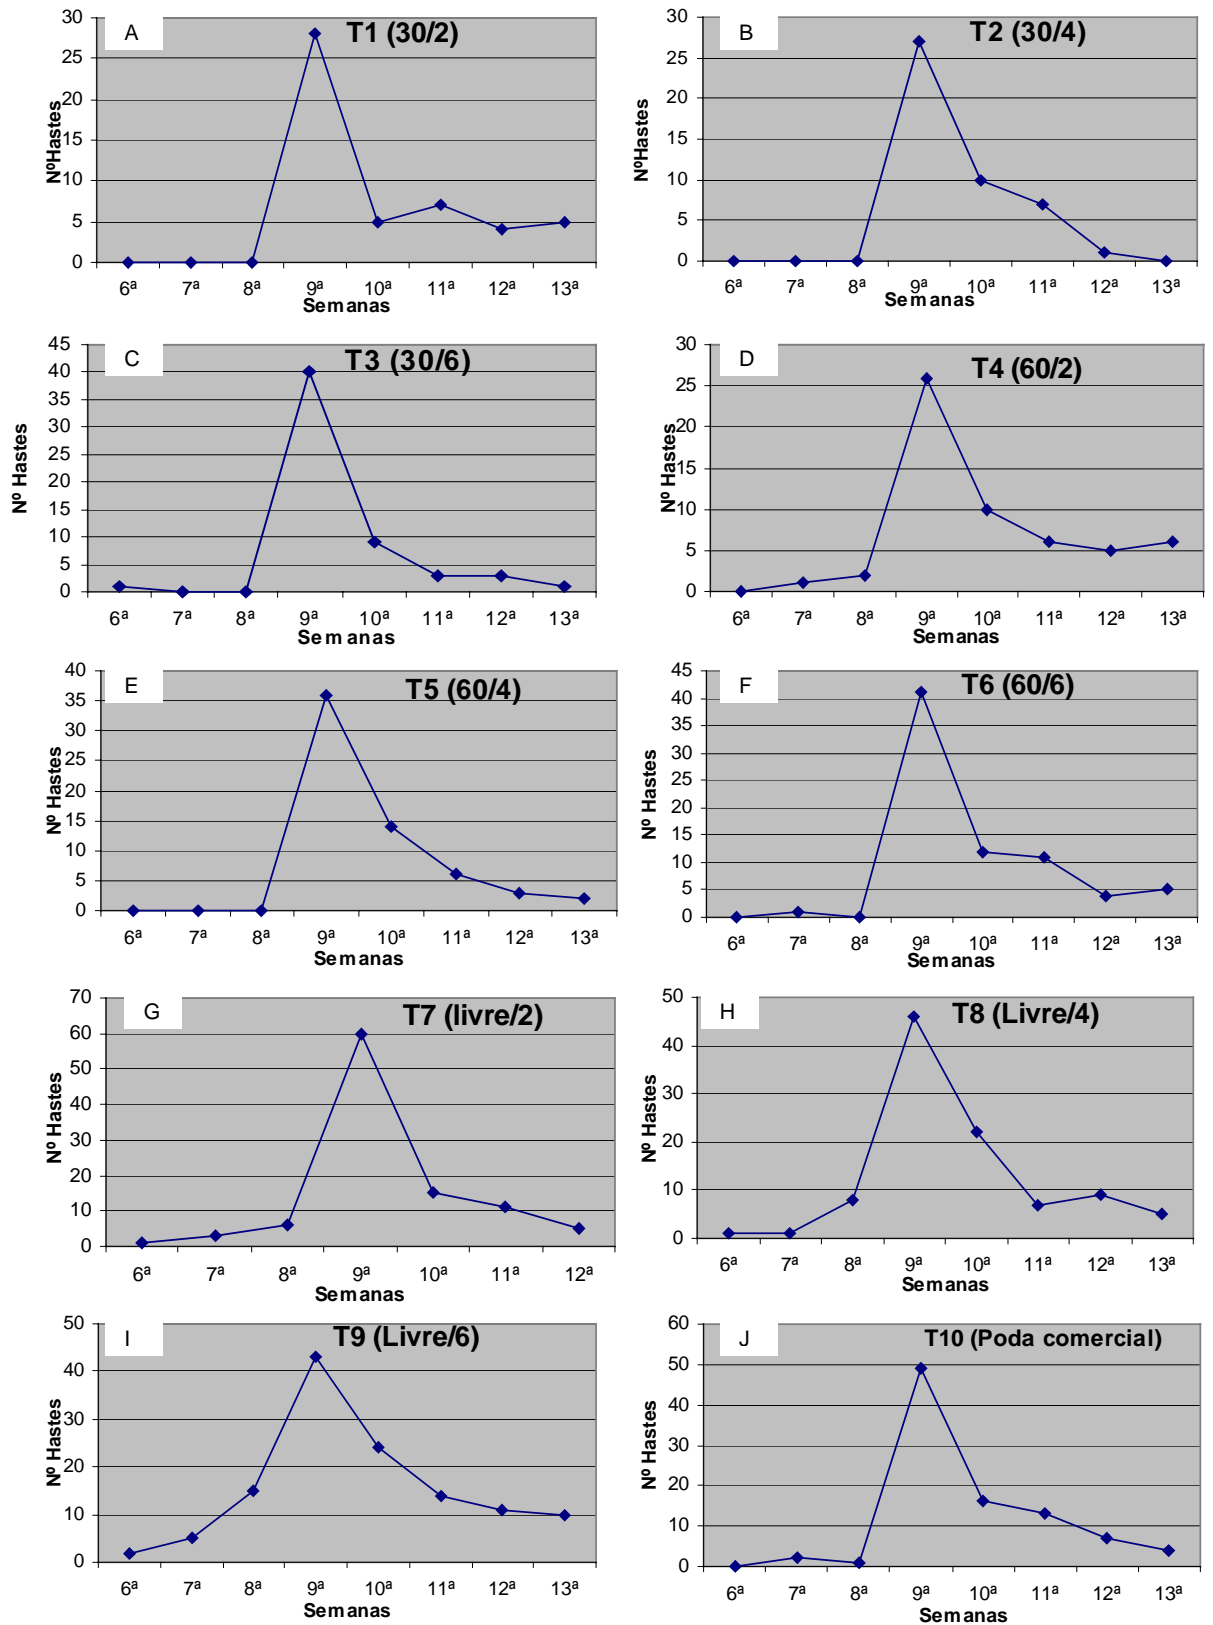 A
T1 (30/2)
NºHastes
30
25
20
15
10
5
0
6ª 7ª 8ª 9ª 10ª 11ª 12ª 13ª
Semanas
B
T2 (30/4)
NºHastes
30
25
20
15
10
5
0
6ª 7ª 8ª 9ª 10ª 11ª 12ª 13ª
Semanas
C
T3 (30/6)
Nº Hastes
45
40
35
30
25
20
15
10
5
0
6ª 7ª 8ª 9ª 10ª 11ª 12ª 13ª
Semanas
D
T4 (60/2)
Nº Hastes
30
25
20
15
10
5
0
6ª 7ª 8ª 9ª 10ª 11ª 12ª 13ª
Semanas
E
T5 (60/4)
Nº Hastes
40
35
30
25
20
15
10
5
0
6ª 7ª 8ª 9ª 10ª 11ª 12ª 13ª
Semanas
F
T6 (60/6)
Nº Hastes
45
40
35
30
25
20
15
10
5
0
6ª 7ª 8ª 9ª 10ª 11ª 12ª 13ª
Semanas
G
T7 (livre/2)
Nº Hastes
70
60
50
40
30
20
10
0
6ª 7ª 8ª 9ª 10ª 11ª 12ª
Semanas
H
T8 (Livre/4)
Nº Hastes
50
40
30
20
10
0
6ª 7ª 8ª 9ª 10ª 11ª 12ª 13ª
Semanas
I
T9 (Livre/6)
Nº Hastes
50
40
30
20
10
0
6ª 7ª 8ª 9ª 10ª 11ª 12ª 13ª
Semanas
J
T10 (Poda comercial)
Nº Hastes
60
50
40
30
20
10
0
6ª 7ª 8ª 9ª 10ª 11ª 12ª 13ª
Semanas